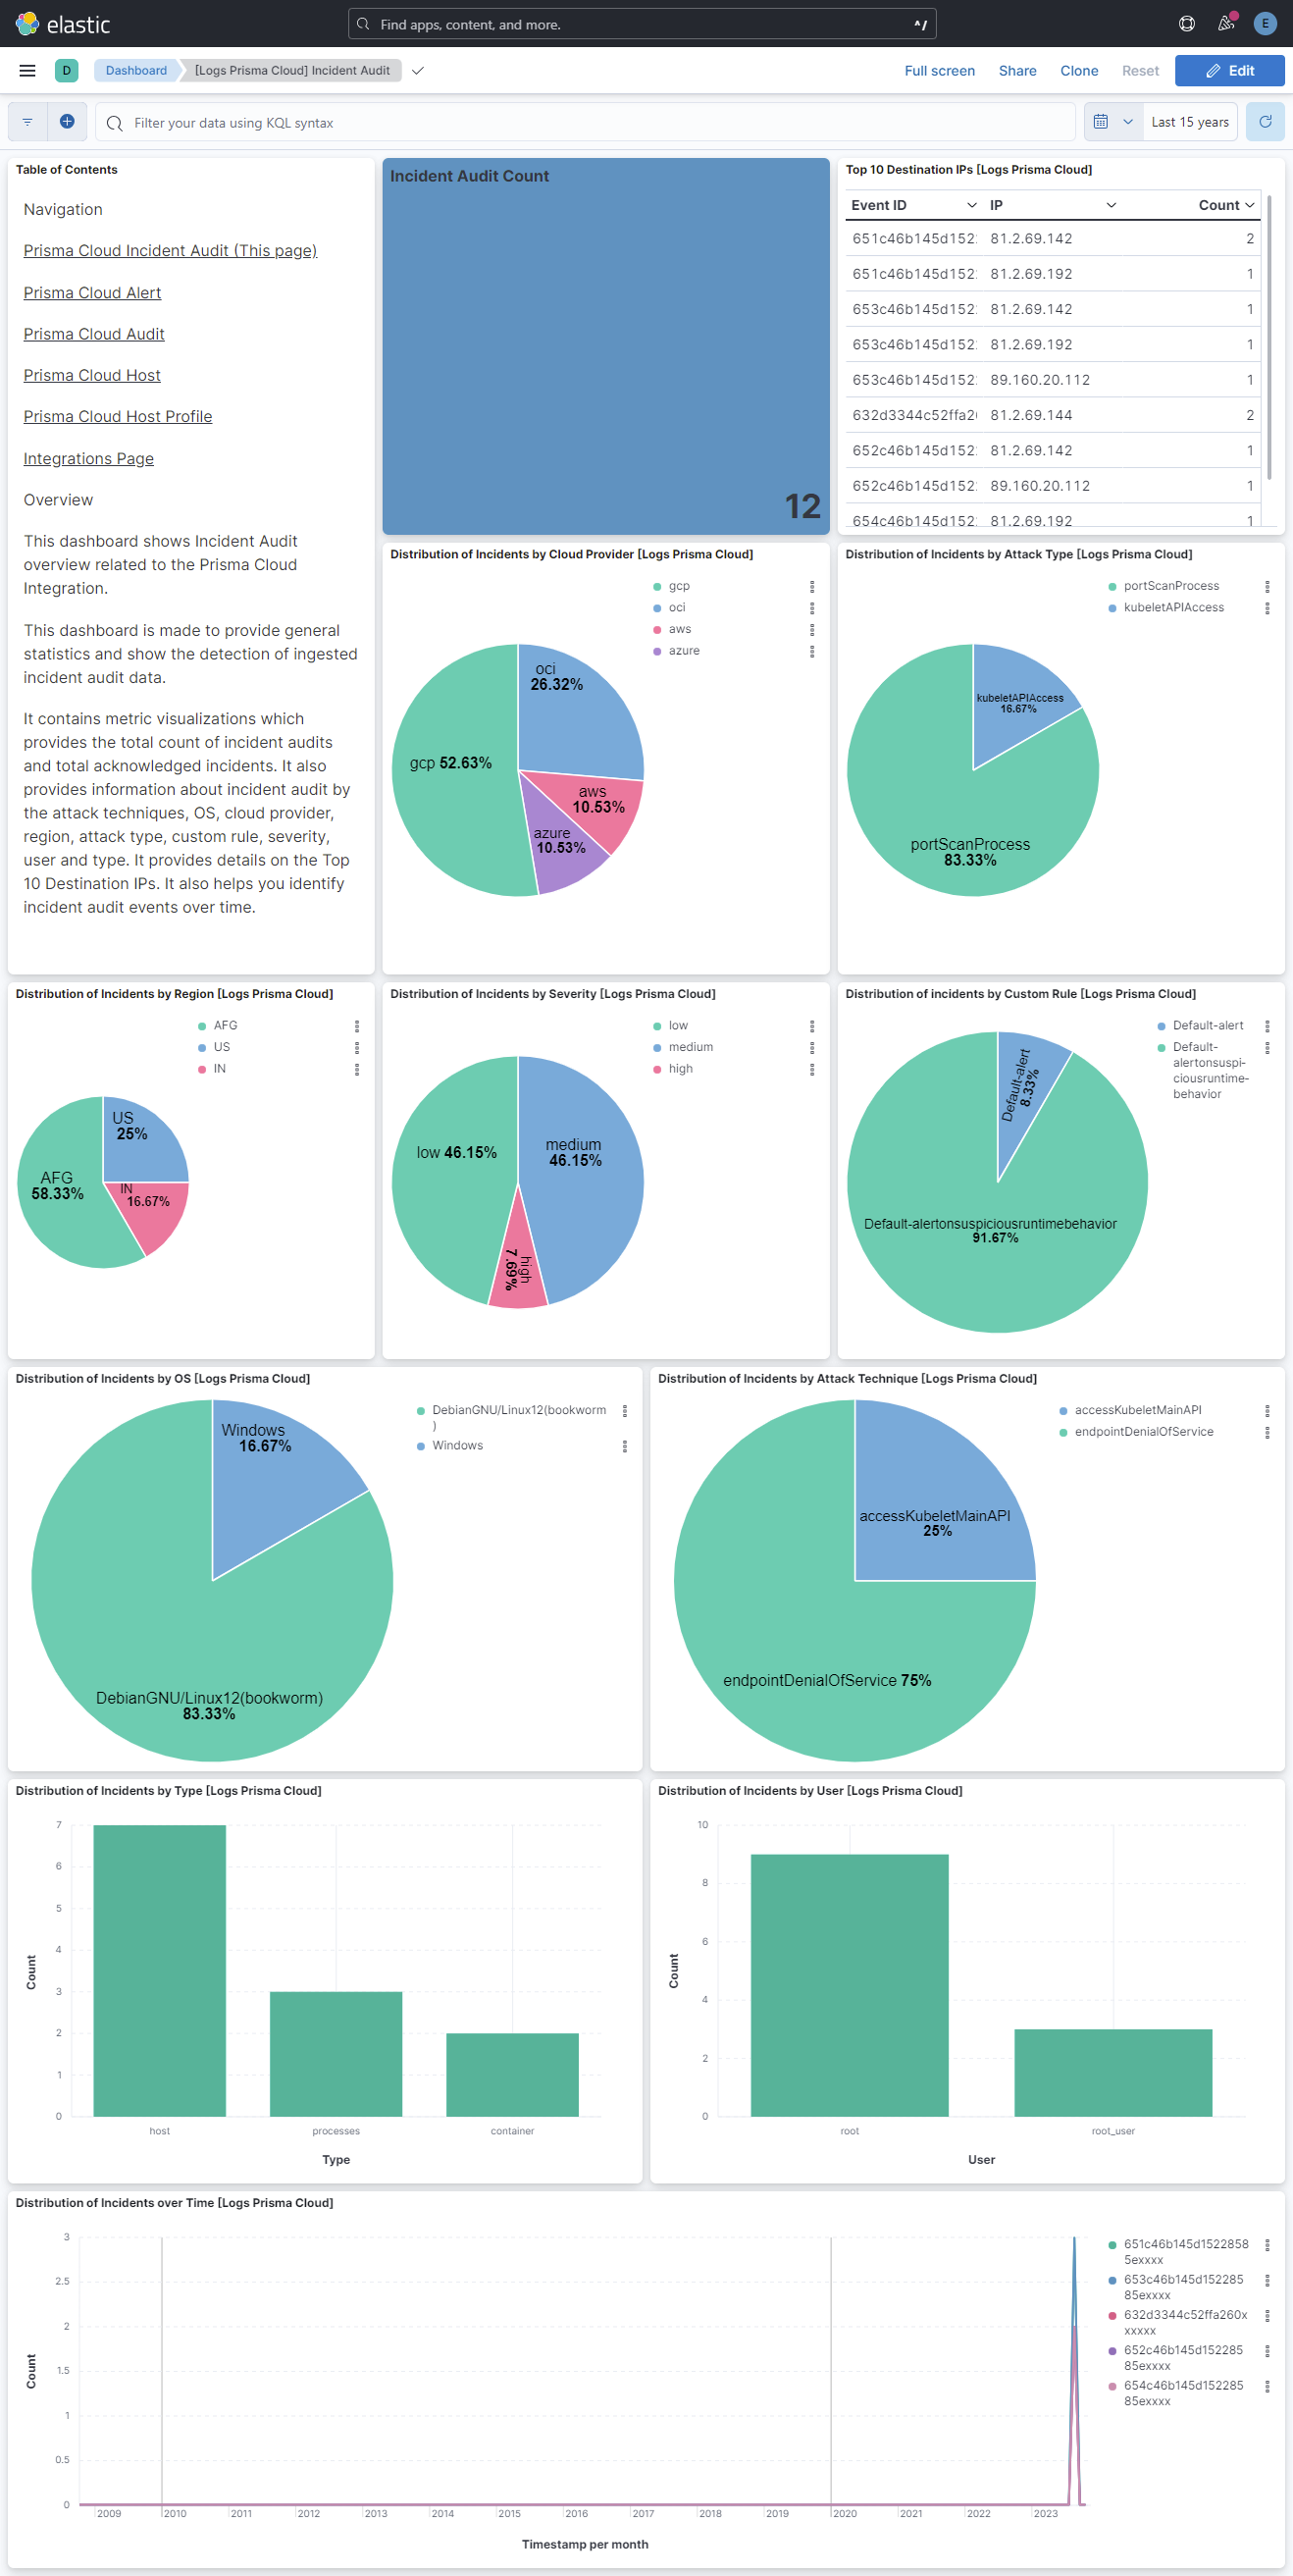 elastic
Find apps, content, and more.
^/
E
D
Dashboard
[Logs Prisma Cloud] Incident Audit
Full screen
Share
Clone
Reset
Edit
Filter your data using KQL syntax
Last 15 years
Table of Contents
Navigation
Prisma Cloud Incident Audit (This page)
Prisma Cloud Alert
Prisma Cloud Audit
Prisma Cloud Host
Prisma Cloud Host Profile
Integrations Page
Overview
This dashboard shows Incident Audit
overview related to the Prisma Cloud
Integration.
This dashboard is made to provide general
statistics and show the detection of ingested
incident audit data.
It contains metric visualizations which
provides the total count of incident audits
and total acknowledged incidents. It also
provides information about incident audit by
the attack techniques, OS, cloud provider,
region, attack type, custom rule, severity,
user and type. It provides details on the Top
10 Destination IPs. It also helps you identify
incident audit events over time.
Incident Audit Count
12
Top 10 Destination IPs [Logs Prisma Cloud]
Event ID IP Count
651c46b145d152 81.2.69.142 2
651c46b145d152 81.2.69.192 1
653c46b145d152 81.2.69.142 1
653c46b145d152 81.2.69.192 1
653c46b145d152 89.160.20.112 1
632d3344c52ffa2 81.2.69.144 2
652c46b145d152 81.2.69.142 1
652c46b145d152 89.160.20.112 1
654c46b145d152 81.2.69.192 1
Distribution of Incidents by Cloud Provider [Logs Prisma Cloud]
gcp
oci
aws
azure
oci
26.32%
gcp 52.63%
aws
10.53%
azure
10.53%
Distribution of Incidents by Attack Type [Logs Prisma Cloud]
portScanProcess
kubeletAPIAccess
kubeletAPIAccess
16.67%
portScanProcess
83.33%
Distribution of Incidents by Region [Logs Prisma Cloud]
AFG
US
IN
US
25%
AFG
58.33%
IN
16.67%
Distribution of Incidents by Severity [Logs Prisma Cloud]
low
medium
high
low 46.15%
medium
46.15%
high
7.69%
Distribution of incidents by Custom Rule [Logs Prisma Cloud]
Default-alert
Default-
alertonsuspi-
ciousruntime-
behavior
Default-alert
8.33%
Default-alertonsuspiciousruntimebehavior
91.67%
Distribution of Incidents by OS [Logs Prisma Cloud]
DebianGNU/Linux12(bookworm
)
Windows
Windows
16.67%
DebianGNU/Linux12(bookworm)
83.33%
Distribution of Incidents by Attack Technique [Logs Prisma Cloud]
accessKubeletMainAPI
endpointDenialOfService
accessKubeletMainAPI
25%
endpointDenialOfService 75%
Distribution of Incidents by Type [Logs Prisma Cloud]
7
6
5
4
3
2
1
0
Count
host processes container
Type
Distribution of Incidents by User [Logs Prisma Cloud]
10
8
6
4
2
0
Count
root root_user
User
Distribution of Incidents over Time [Logs Prisma Cloud]
3
2.5
2
1.5
1
0.5
0
Count
2009 2010 2011 2012 2013 2014 2015 2016 2017 2018 2019 2020 2021 2022 2023
Timestamp per month
651c46b145d1522858
5exxxx
653c46b145d152285
85exxxx
632d3344c52ffa260x
xxxxx
652c46b145d152285
85exxxx
654c46b145d152285
85exxxx